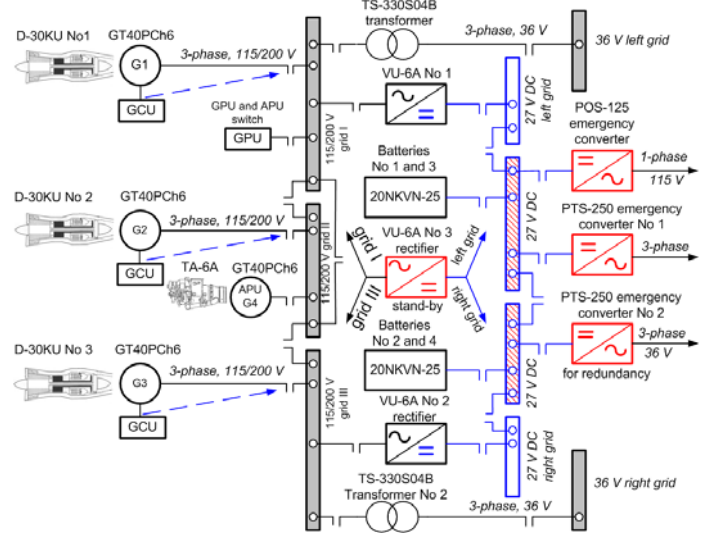 TS-330S04B
transformer
D-30KU No1
GT40PCh6
3-phase, 115/200 V
3-phase, 36 V
36 V left grid
G1
GCU
VU-6A No 1
27 V DC
left grid
GPU and APU
switch
GPU
115/200 V
grid I
POS-125
emergency
converter
1-phase
115 V
Batteries
No 1 and 3
20NKVN-25
27 V DC
D-30KU No 2
GT40PCh6
3-phase, 115/200 V
G2
GCU
115/200 V grid II
grid I
VU-6A No 3
rectifier
left grid
PTS-250 emergency
converter No 1
3-phase
TA-6A
GT40PCh6
APU
G4
grid III
stand-by
right grid
PTS-250 emergency
converter No 2
3-phase
36 V
for redundancy
Batteries
No 2 and 4
20NKVN-25
27 V DC
D-30KU No 3
GT40PCh6
3-phase, 115/200 V
G3
GCU
115/200 V
grid III
VU-6A No 2
rectifier
27 V DC
right grid
TS-330S04B
Transformer No 2
3-phase, 36 V
36 V right grid